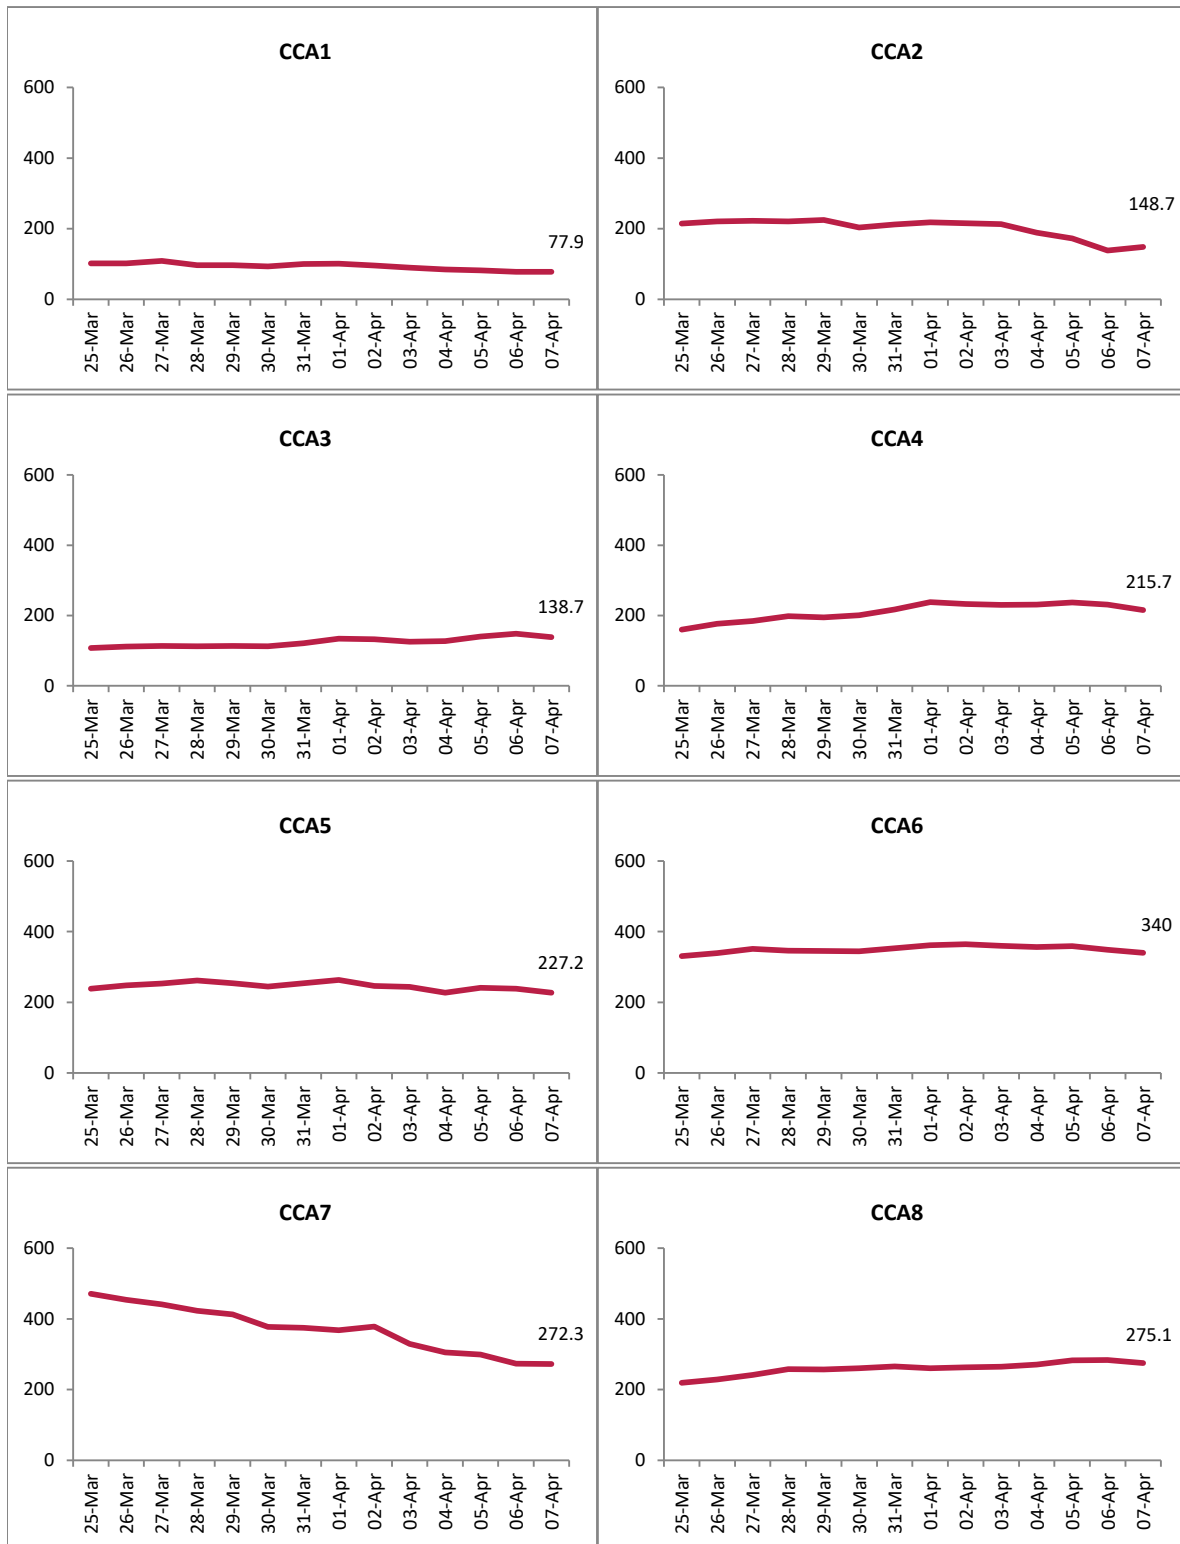 CCA1
600
400
200
0
77.9
25-Mar
26-Mar
27-Mar
28-Mar
29-Mar
30-Mar
31-Mar
01-Apr
02-Apr
03-Apr
04-Apr
05-Apr
06-Apr
07-Apr
CCA2
600
400
200
0
148.7
25-Mar
26-Mar
27-Mar
28-Mar
29-Mar
30-Mar
31-Mar
01-Apr
02-Apr
03-Apr
04-Apr
05-Apr
06-Apr
07-Apr
CCA3
600
400
200
0
138.7
25-Mar
26-Mar
27-Mar
28-Mar
29-Mar
30-Mar
31-Mar
01-Apr
02-Apr
03-Apr
04-Apr
05-Apr
06-Apr
07-Apr
CCA4
600
400
200
0
215.7
25-Mar
26-Mar
27-Mar
28-Mar
29-Mar
30-Mar
31-Mar
01-Apr
02-Apr
03-Apr
04-Apr
05-Apr
06-Apr
07-Apr
CCA5
600
400
200
0
227.2
25-Mar
26-Mar
27-Mar
28-Mar
29-Mar
30-Mar
31-Mar
01-Apr
02-Apr
03-Apr
04-Apr
05-Apr
06-Apr
07-Apr
CCA6
600
400
200
0
340
25-Mar
26-Mar
27-Mar
28-Mar
29-Mar
30-Mar
31-Mar
01-Apr
02-Apr
03-Apr
04-Apr
05-Apr
06-Apr
07-Apr
CCA7
600
400
200
0
272.3
25-Mar
26-Mar
27-Mar
28-Mar
29-Mar
30-Mar
31-Mar
01-Apr
02-Apr
03-Apr
04-Apr
05-Apr
06-Apr
07-Apr
CCA8
600
400
200
0
275.1
25-Mar
26-Mar
27-Mar
28-Mar
29-Mar
30-Mar
31-Mar
01-Apr
02-Apr
03-Apr
04-Apr
05-Apr
06-Apr
07-Apr